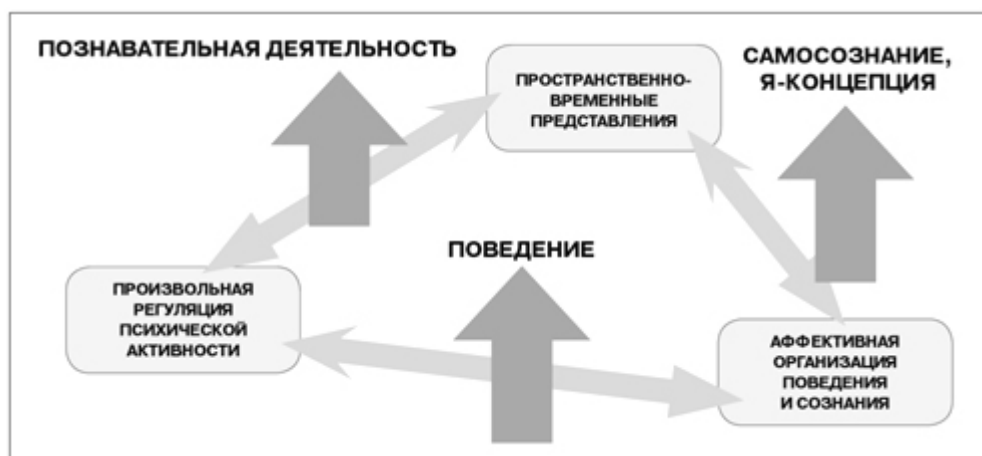 ПОЗНАВАТЕЛЬНАЯ ДЕЯТЕЛЬНОСТЬ
ПРОСТРАНСТВЕННО-
ВРЕМЕННЫЕ
ПРЕДСТАВЛЕНИЯ
САМОСОЗНАНИЕ,
Я-КОНЦЕПЦИЯ
ПОВЕДЕНИЕ
ПРОИЗВОЛЬНАЯ
РЕГУЛЯЦИЯ
ПСИХИЧЕСКОЙ
АКТИВНОСТИ
АФФЕКТИВНАЯ
ОРГАНИЗАЦИЯ
ПОВЕДЕНИЯ
И СОЗНАНИЯ